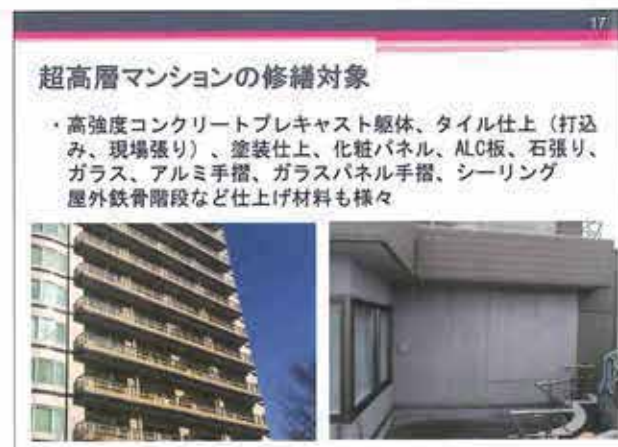 17
超高層マンションの修繕対象
・高強度コンクリートプレキャスト躯体、タイル仕上（打込
み、現場張り）、塗装仕上、化粧パネル、ALC板、石張り、
ガラス、アルミ手摺、ガラスパネル手摺、シーリング
屋外鉄骨階段など仕上げ材料も様々